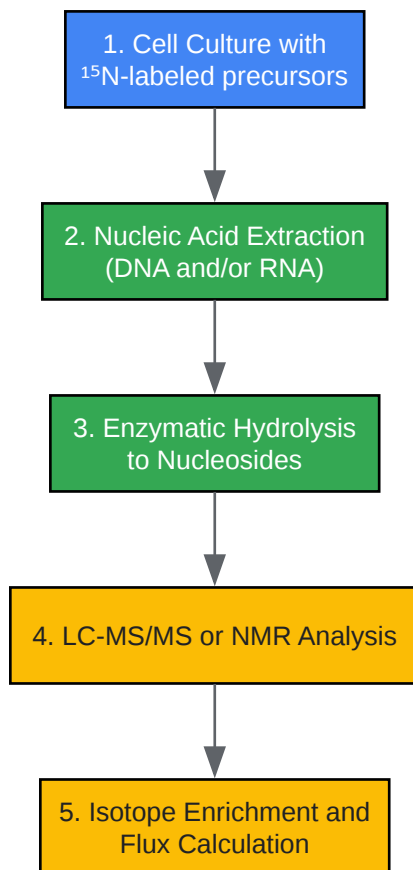 1. Cell Culture with
¹⁵N-labeled precursors
2. Nucleic Acid Extraction
(DNA and/or RNA)
3. Enzymatic Hydrolysis
to Nucleosides
4. LC-MS/MS or NMR Analysis
5. Isotope Enrichment and
Flux Calculation